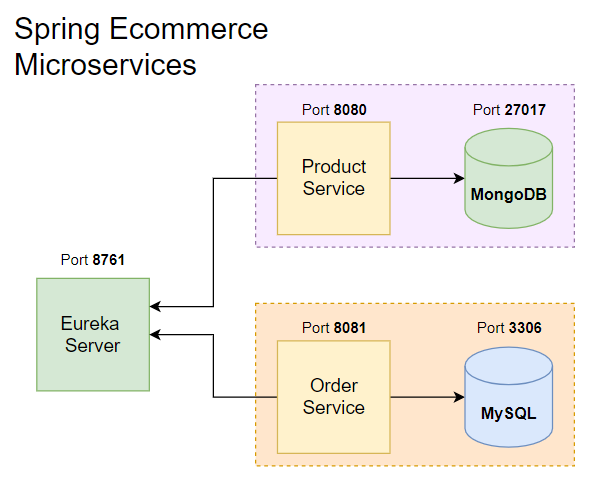 Spring Ecommerce
Microservices
Port 8080
Port 27017
Product
Service
MongoDB
Port 8761
Eureka
Server
Port 8081
Port 3306
Order
Service
MySQL